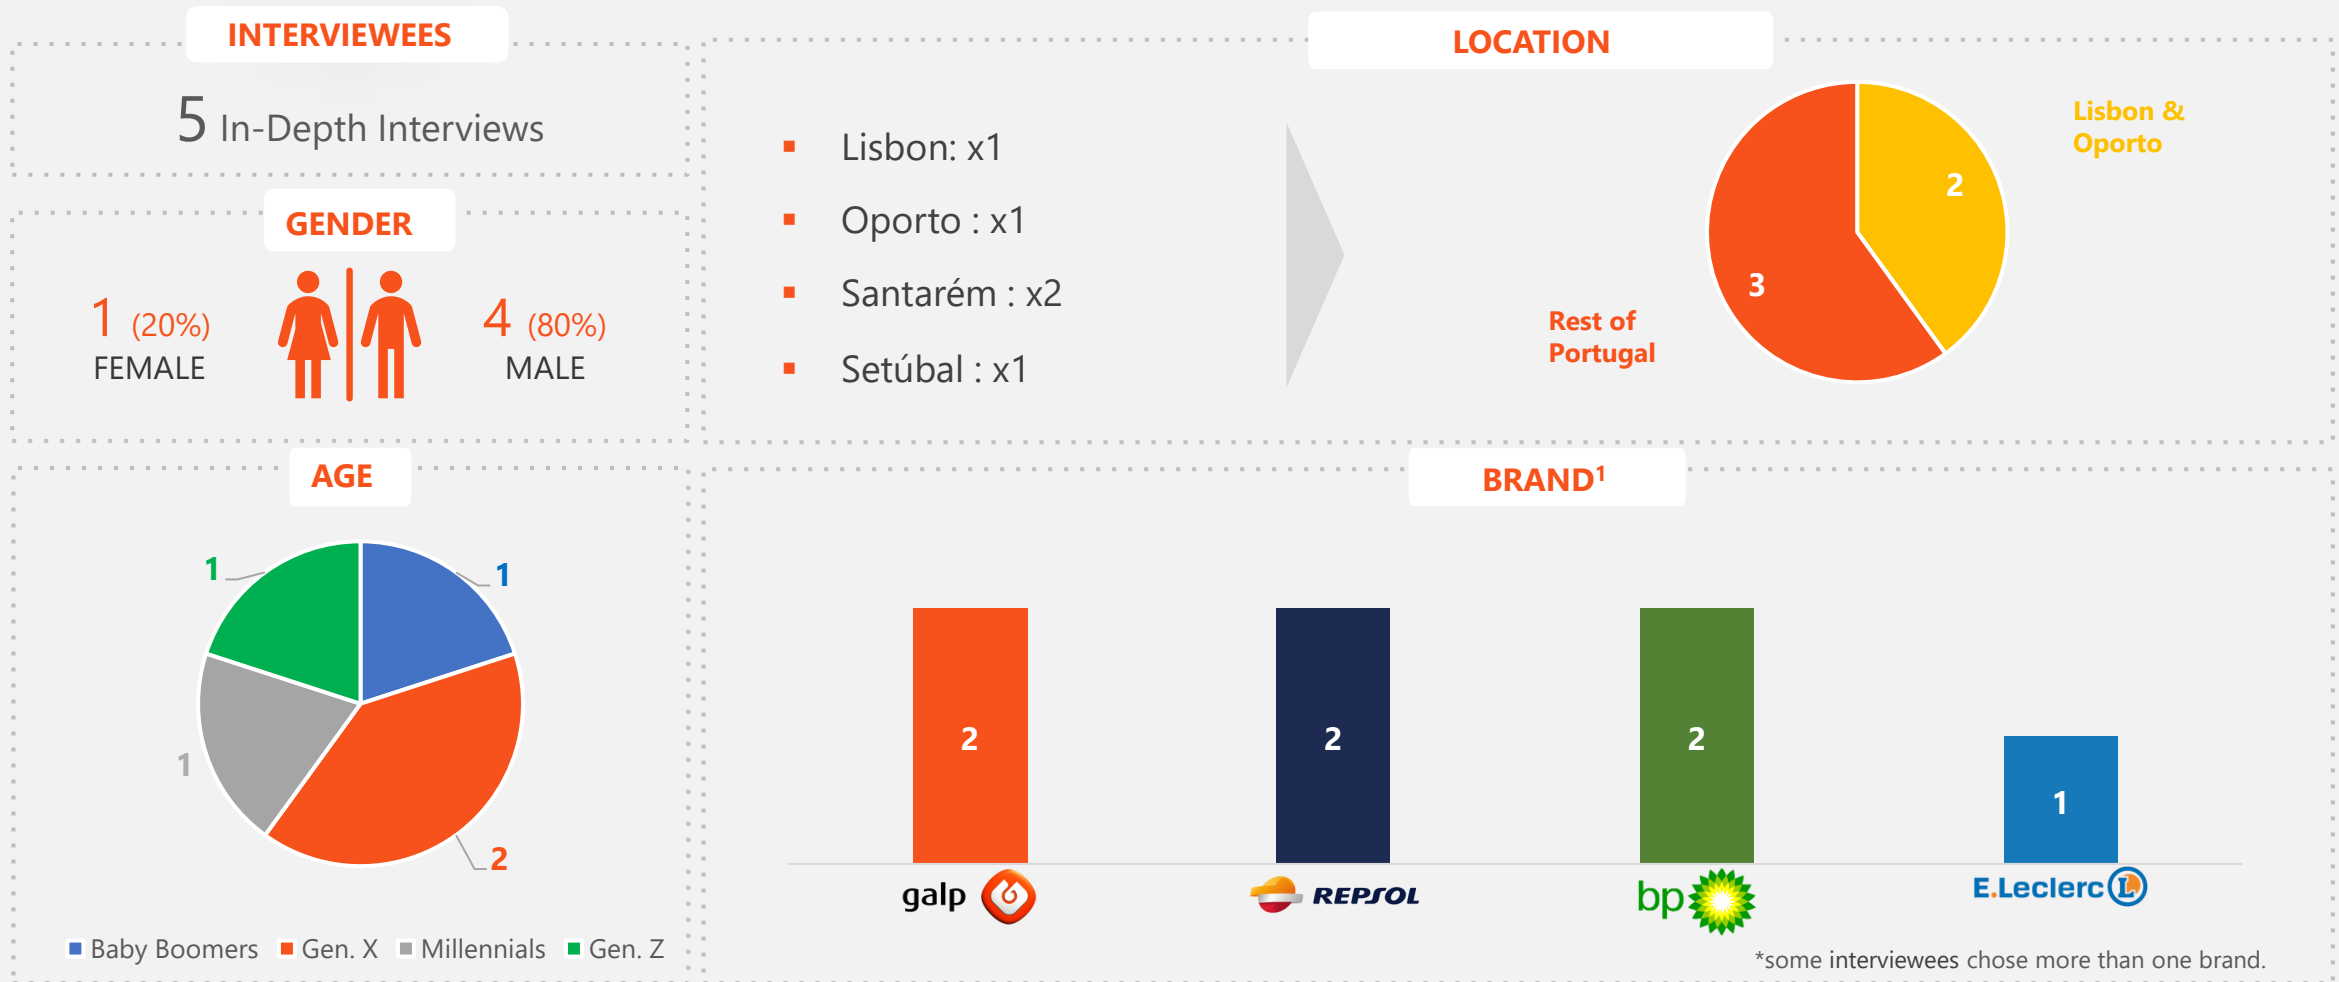 INTERVIEWEES
5 In-Depth Interviews
GENDER
1 (20%)
FEMALE
4 (80%)
MALE
AGE
1
1
1
2
Baby Boomers
Gen. X
Millennials
Gen. Z
LOCATION
Lisbon: x1
Oporto : x1
Santarém : x2
Setúbal : x1
Lisbon &
Oporto
2
3
Rest of
Portugal
BRAND¹
2
2
2
1
galp
REPSOL
bp
E.Leclerc L
*some interviewees chose more than one brand.